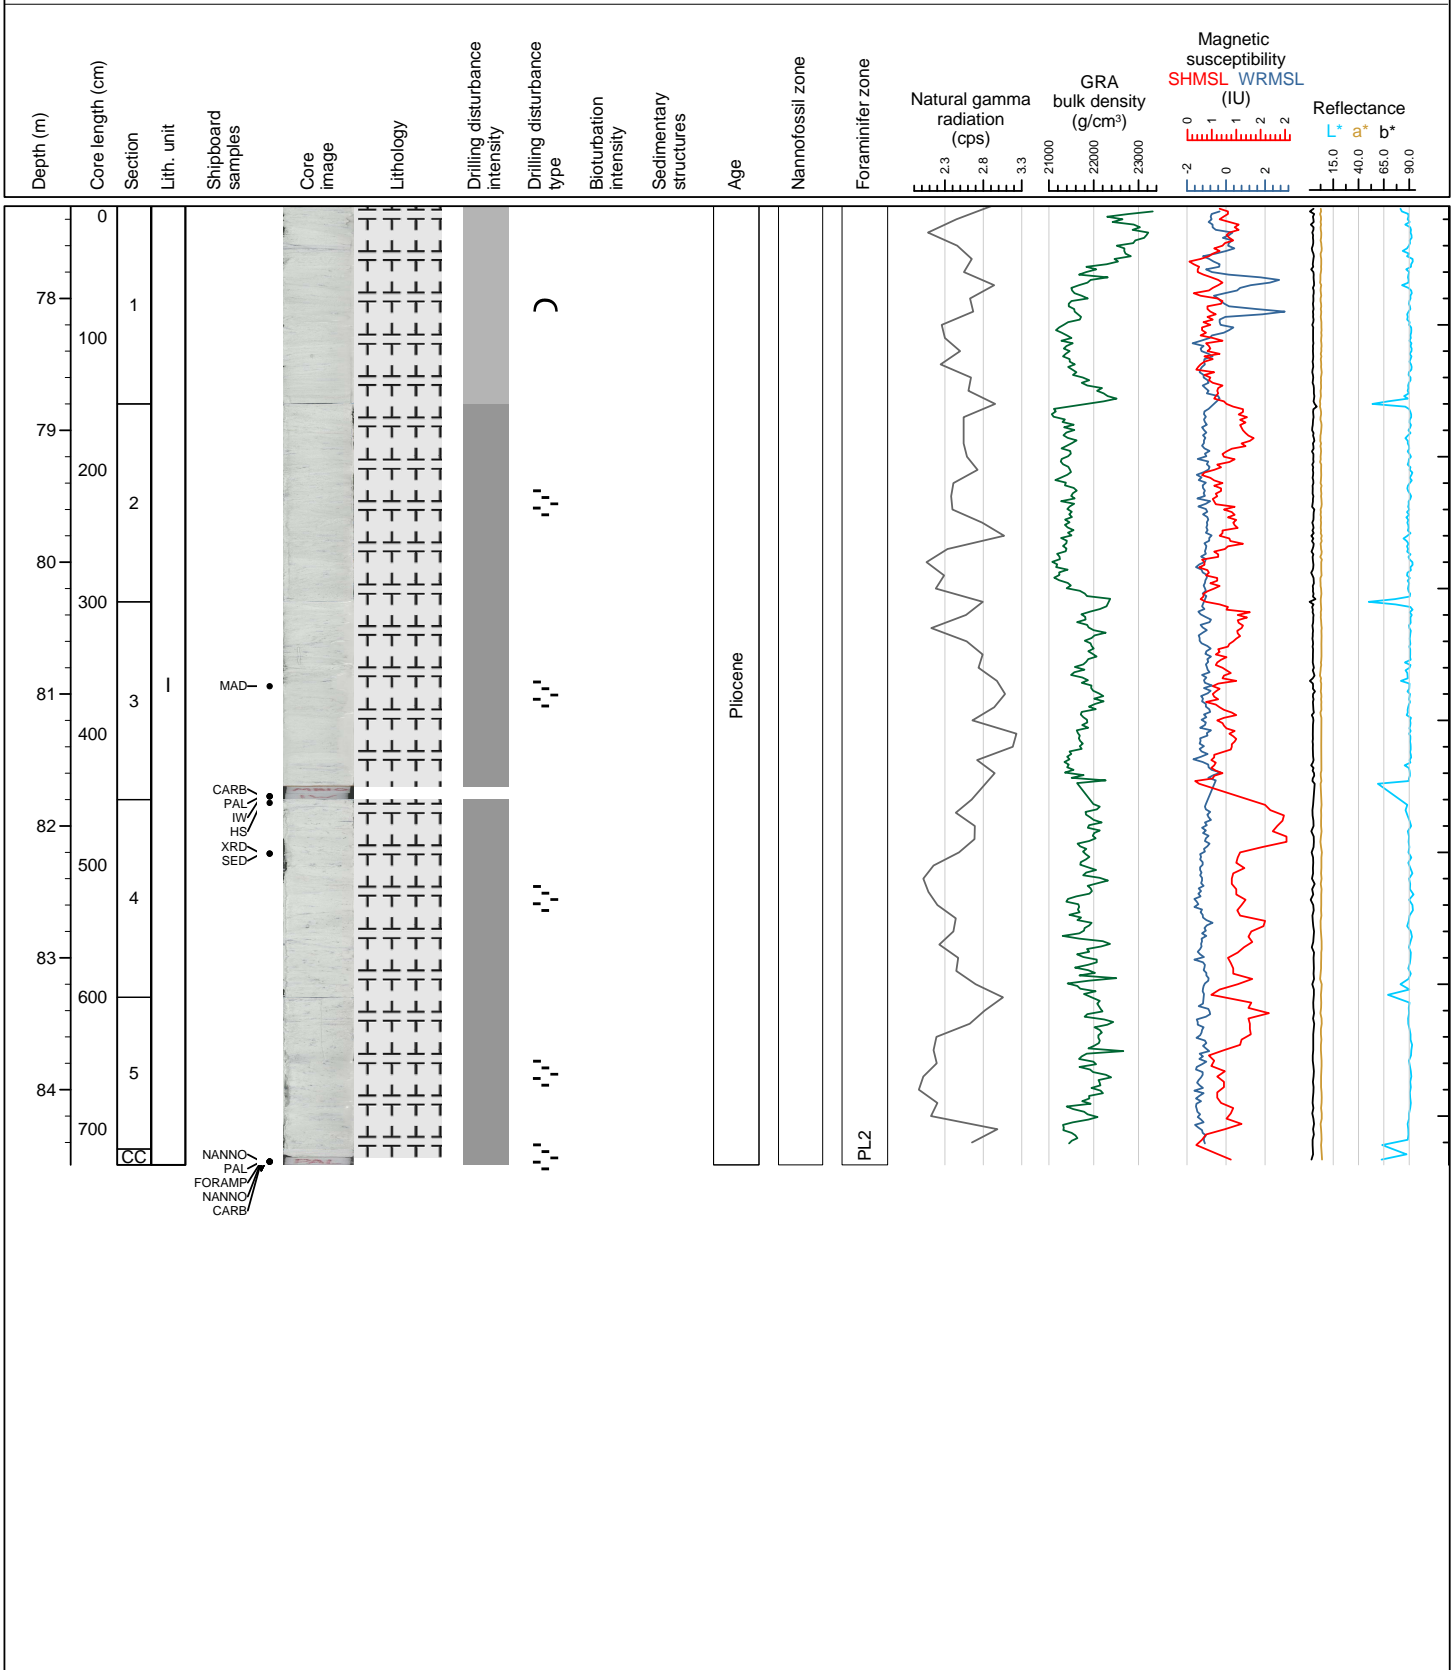 Depth (m)
Core length (cm)
Section
Lith. unit
Shipboard
samples
Core
image
Lithology
Drilling disturbance
intensity
Drilling disturbance
type
Bioturbation
intensity
Sedimentary
structures
Age
Nannofossil zone
Foraminifer zone
Natural gamma
radiation
(cps)
2.3 2.8 3.3
GRA
bulk density
(g/cm³)
21000 22000 23000
Magnetic
susceptibility
SHMSL WRMSL
(IU)
0 1 1 2 2
-2 0 2
Reflectance
L* a* b*
15.0 40.0 65.0 90.0
78
79
80
81
82
83
84
0
100
200
300
400
500
600
700
1
2
3
4
5
CC
I
MAD
CARB
PAL
IW
HS
XRD
SED
NANNO
PAL
FORAMP
NANNO
CARB
Pliocene
PL2